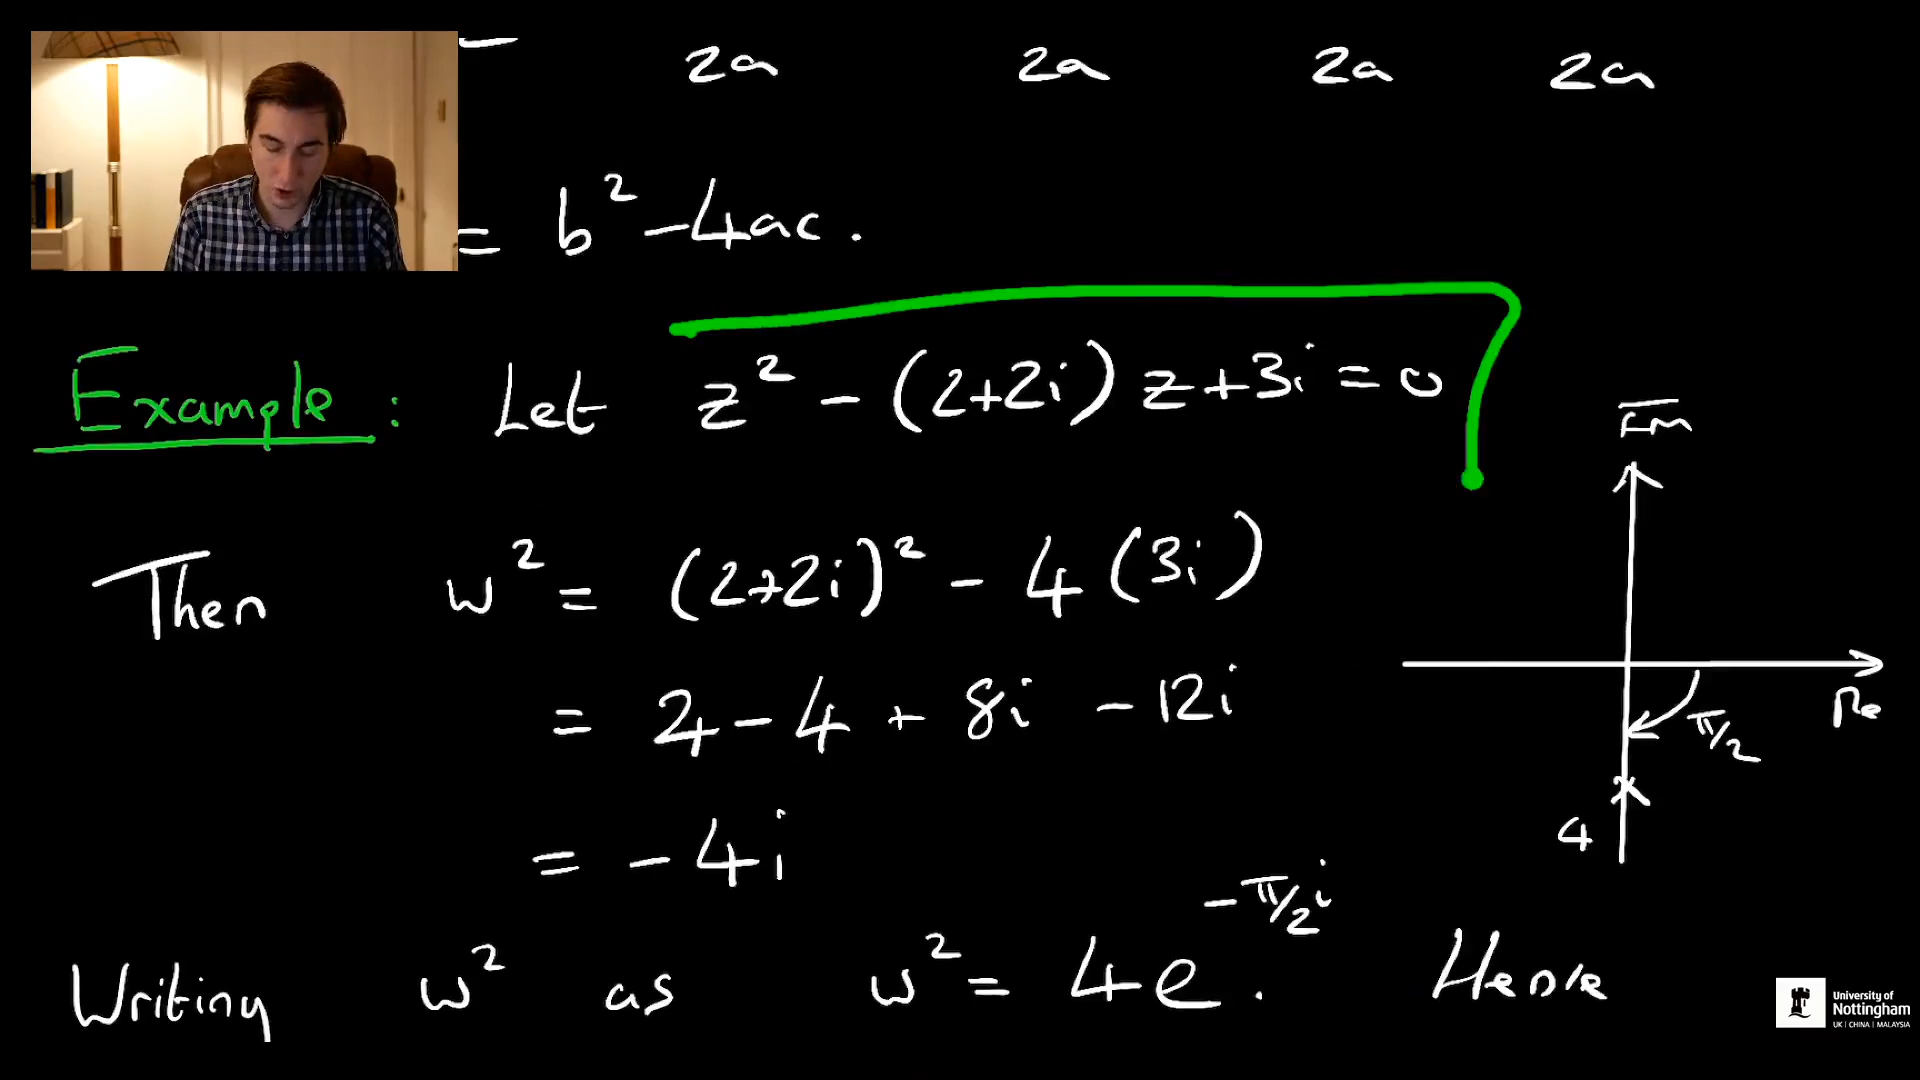 2a 2a 2a 2a
= b² - 4ac.
Example: Let z² - (2+2i) z + 3i = 0
Im
Then w² = (2+2i)² - 4(3i)
Re
= 4 - 4 + 8i - 12i
π/2
4
= - 4i
Writing w² as w² = 4e^{-π/2 i}. Hence
University of
Nottingham
UK | CHINA | MALAYSIA